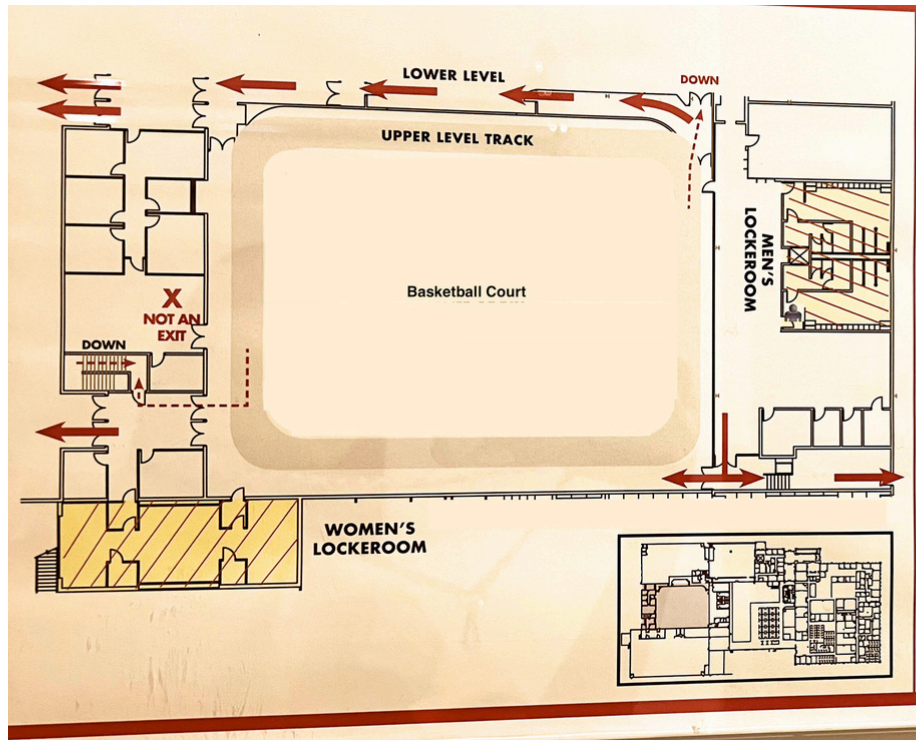 LOWER LEVEL
DOWN
UPPER LEVEL TRACK
MEN'S
LOCKEROOM
Basketball Court
X
NOT AN
EXIT
DOWN
WOMEN'S
LOCKEROOM